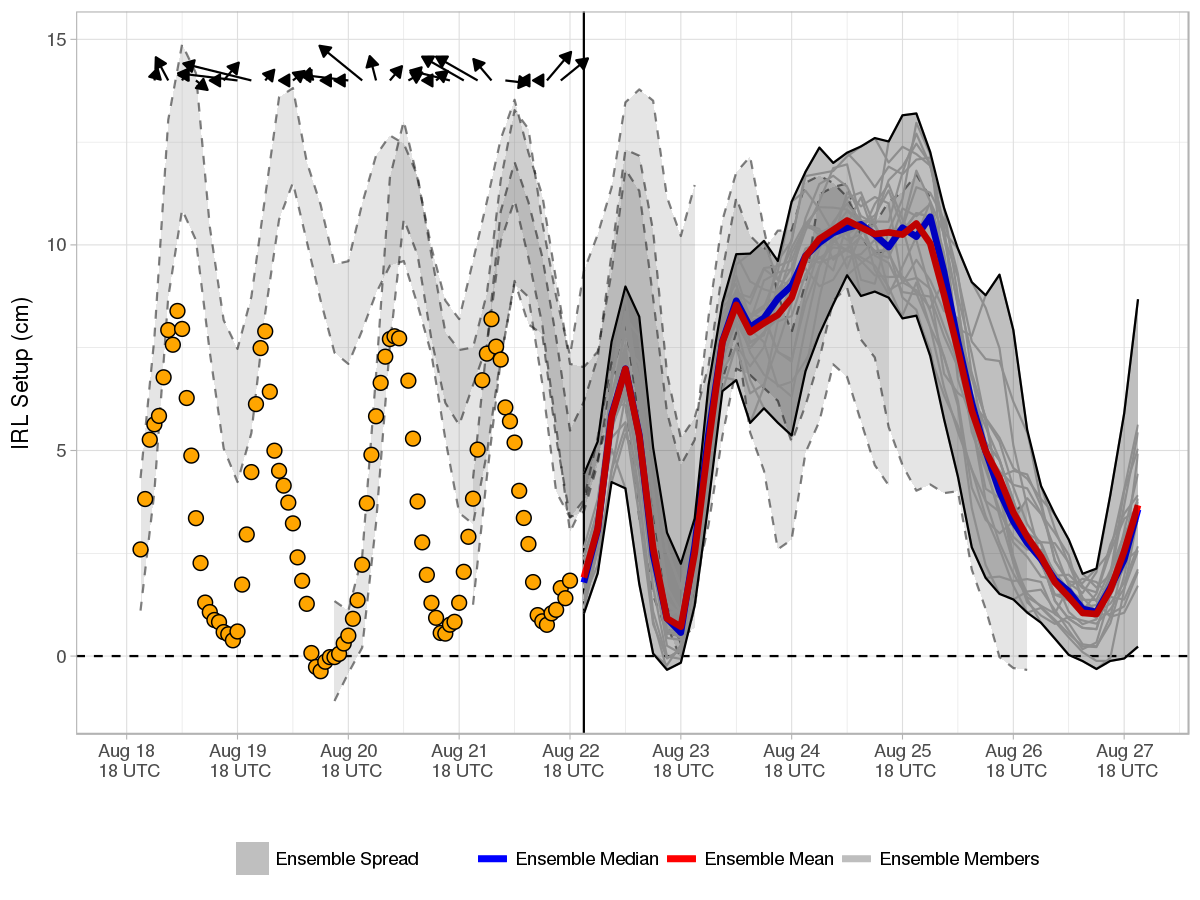 15
10
5
0
IRL Setup (cm)
Aug 18 Aug 19 Aug 20 Aug 21 Aug 22 Aug 23 Aug 24 Aug 25 Aug 26 Aug 27
18 UTC 18 UTC 18 UTC 18 UTC 18 UTC 18 UTC 18 UTC 18 UTC 18 UTC 18 UTC
Ensemble Spread Ensemble Median Ensemble Mean Ensemble Members